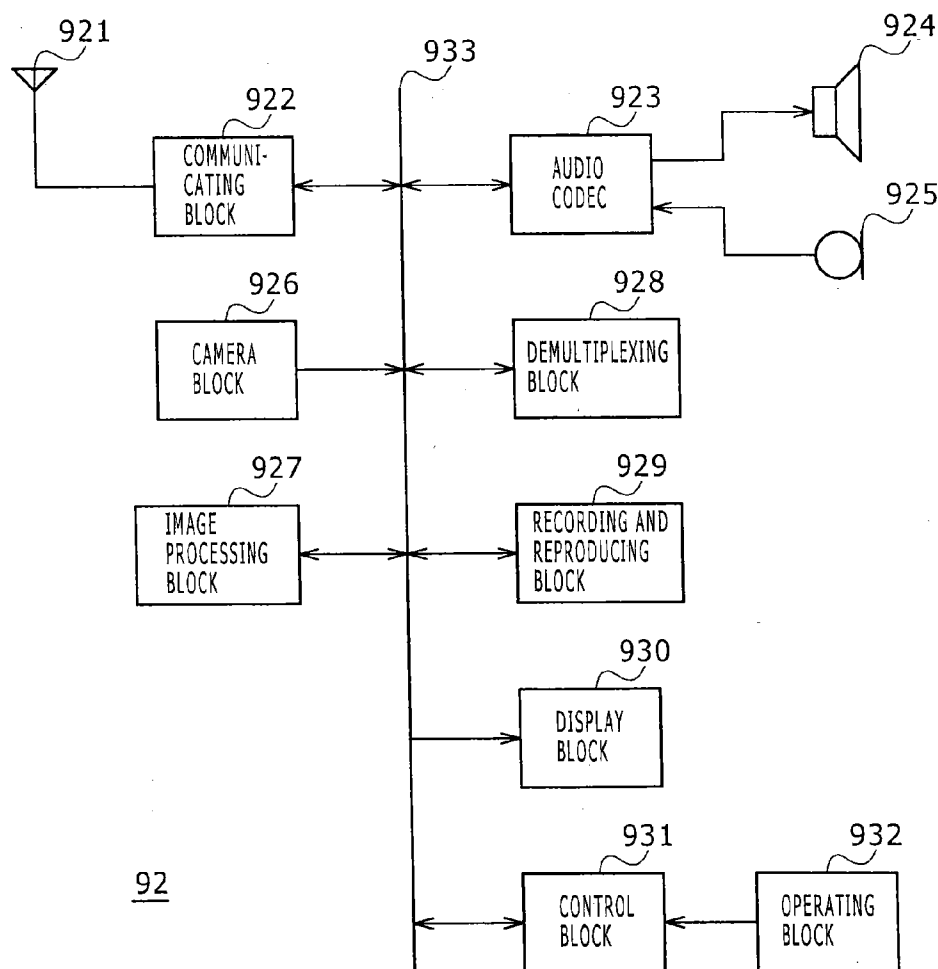 921
933
924
922
923
COMMUNI-
CATING
BLOCK
AUDIO
CODEC
925
926
928
CAMERA
BLOCK
DEMULTIPLEXING
BLOCK
927
929
IMAGE
PROCESSING
BLOCK
RECORDING AND
REPRODUCING
BLOCK
930
DISPLAY
BLOCK
931
932
92
CONTROL
BLOCK
OPERATING
BLOCK